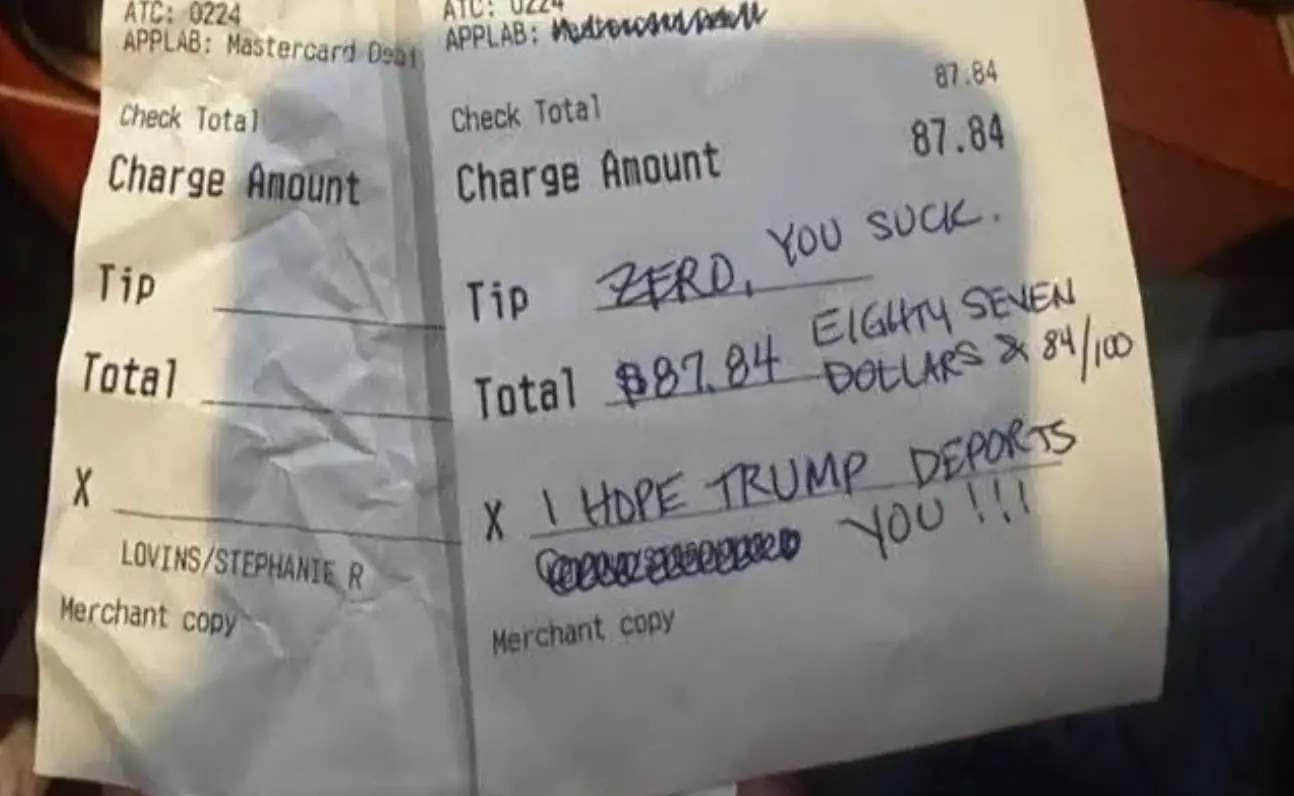 ATC: 0224
APPLAB: Mastercard Debit
Check Total
Charge Amount
Tip
Total
X
LOVINS/STEPHANIE R
Merchant copy
ATC: 0224
APPLAB:
Check Total 87.84
Charge Amount 87.84
Tip ZERO, YOU SUCK.
Total $87.84 EIGHTY SEVEN
DOLLARS & 84/100
X I HOPE TRUMP DEPORTS
YOU !!!
Merchant copy